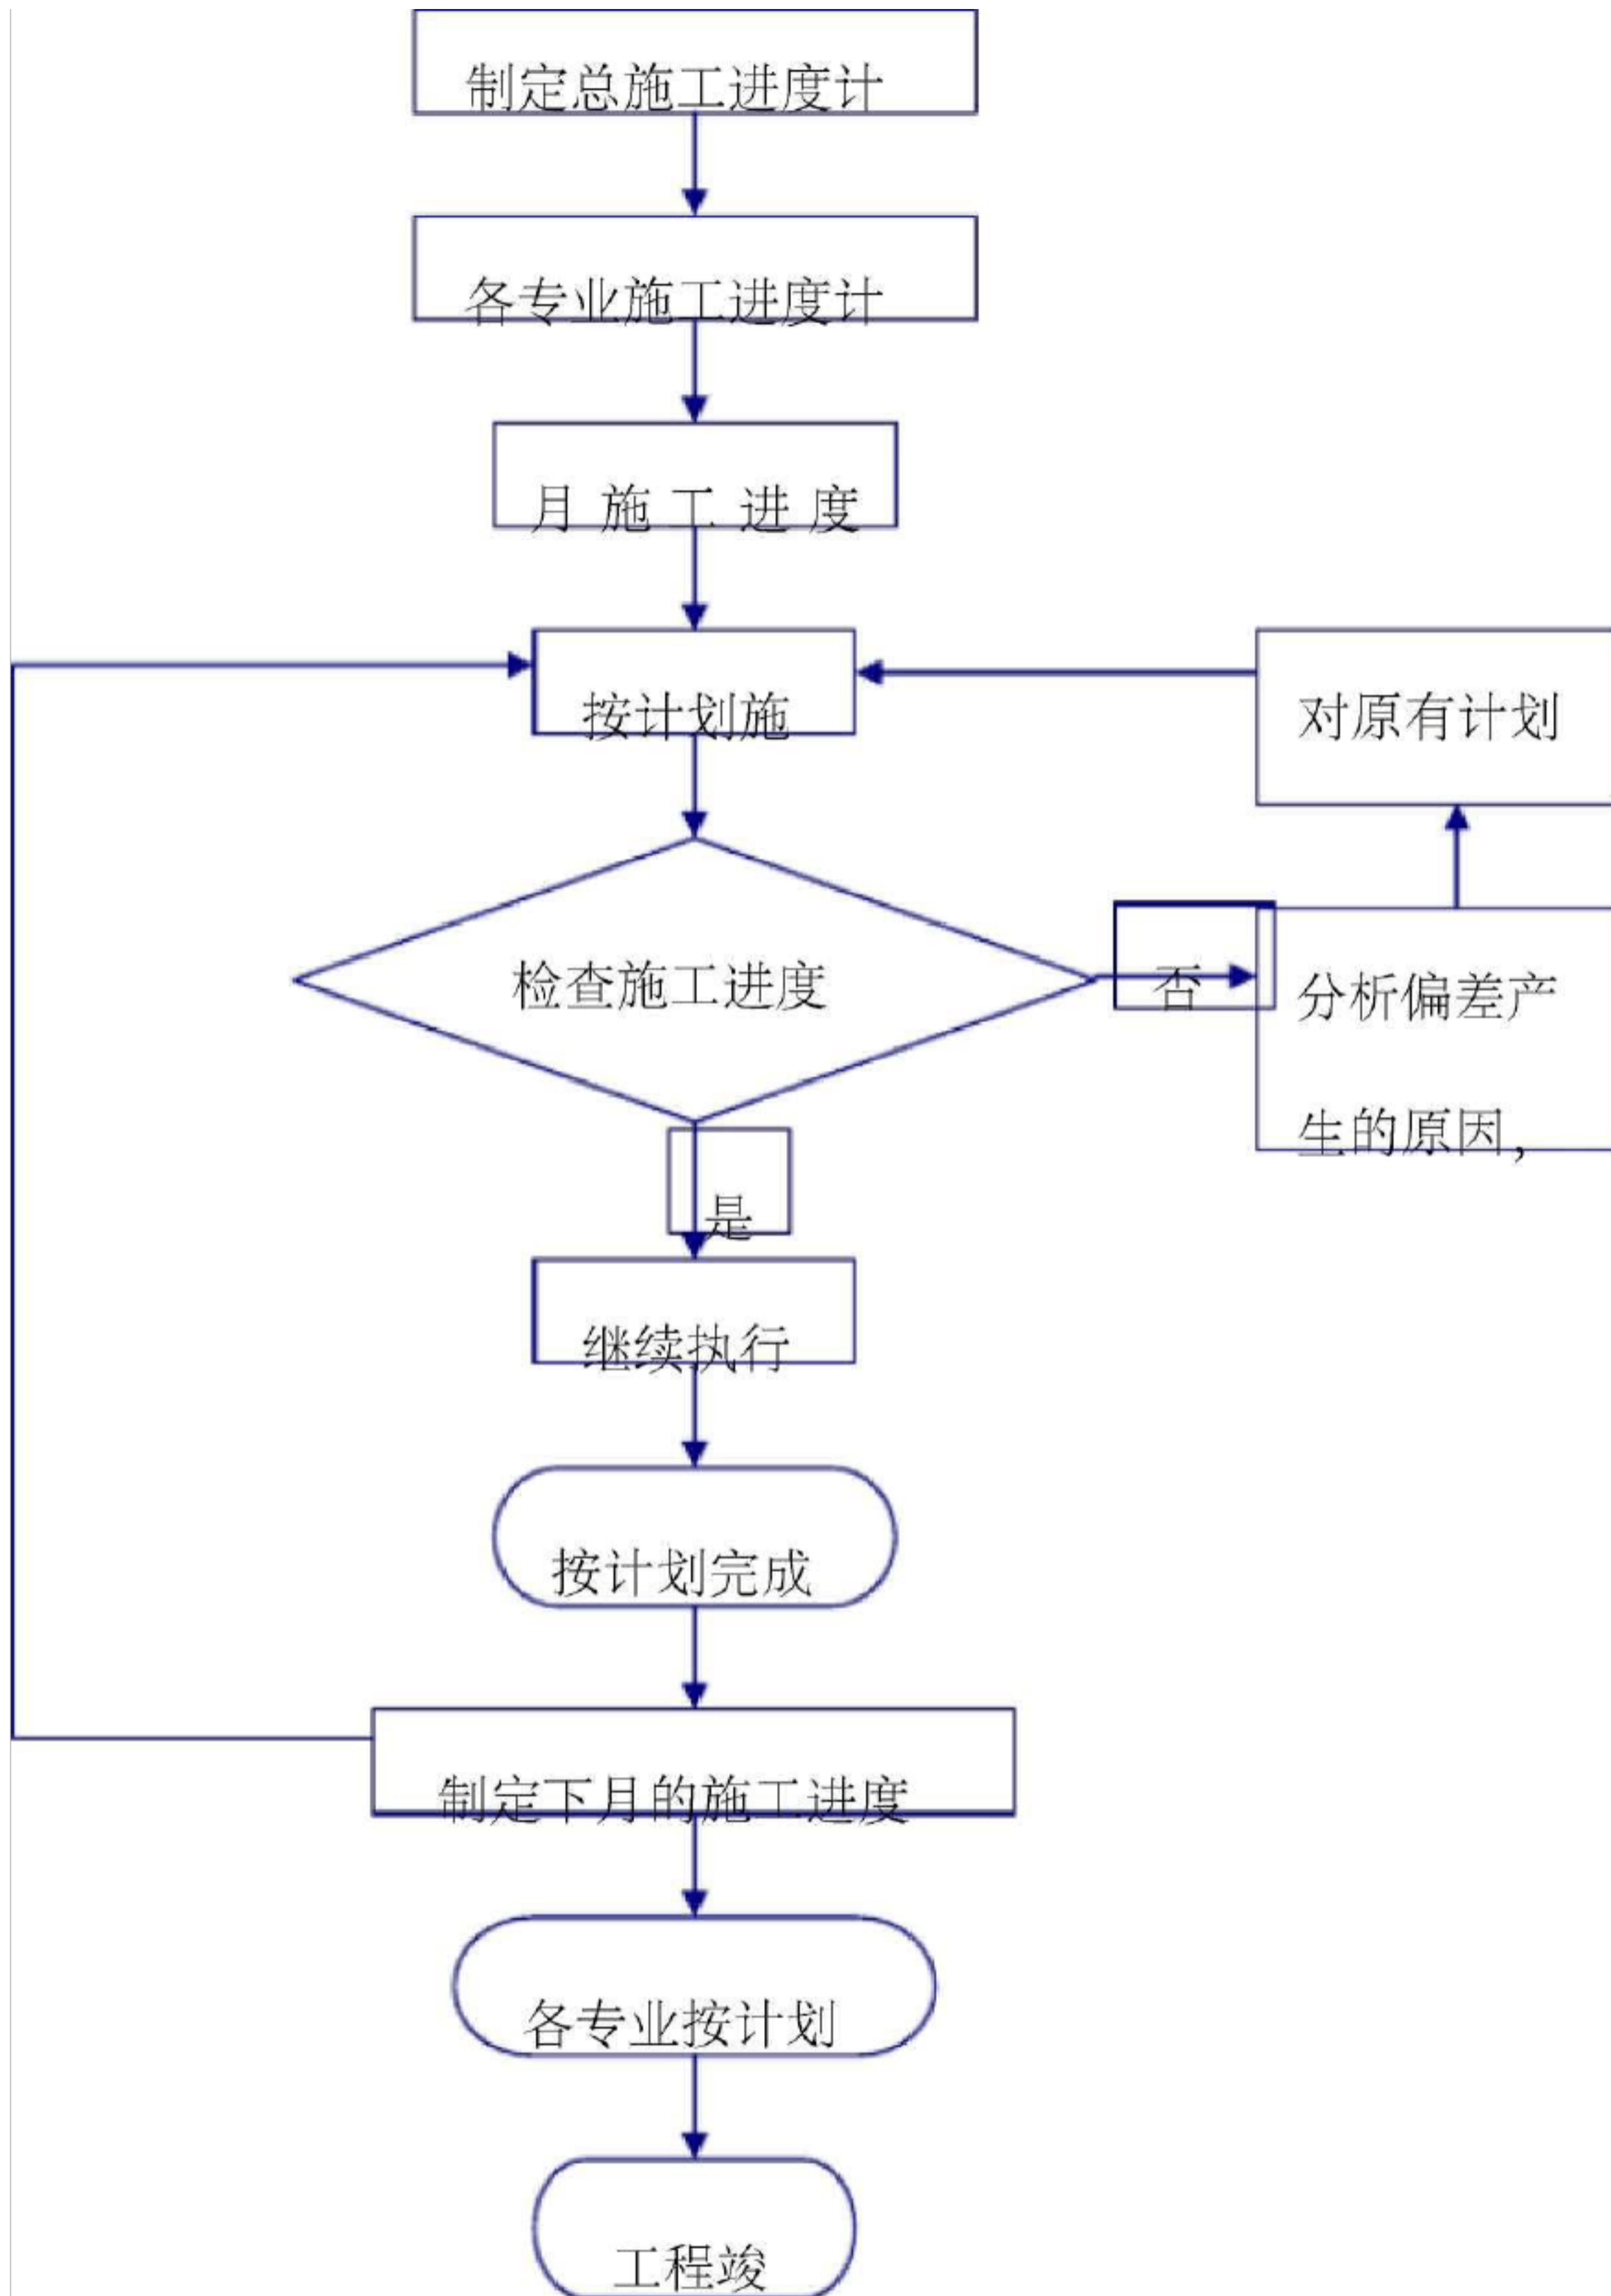 制定总施工进度计
各专业施工进度计
月施工进度
按计划施
对原有计划
检查施工进度
否
分析偏差产
生的原因，
是
继续执行
按计划完成
制定下月的施工进度
各专业按计划
工程竣